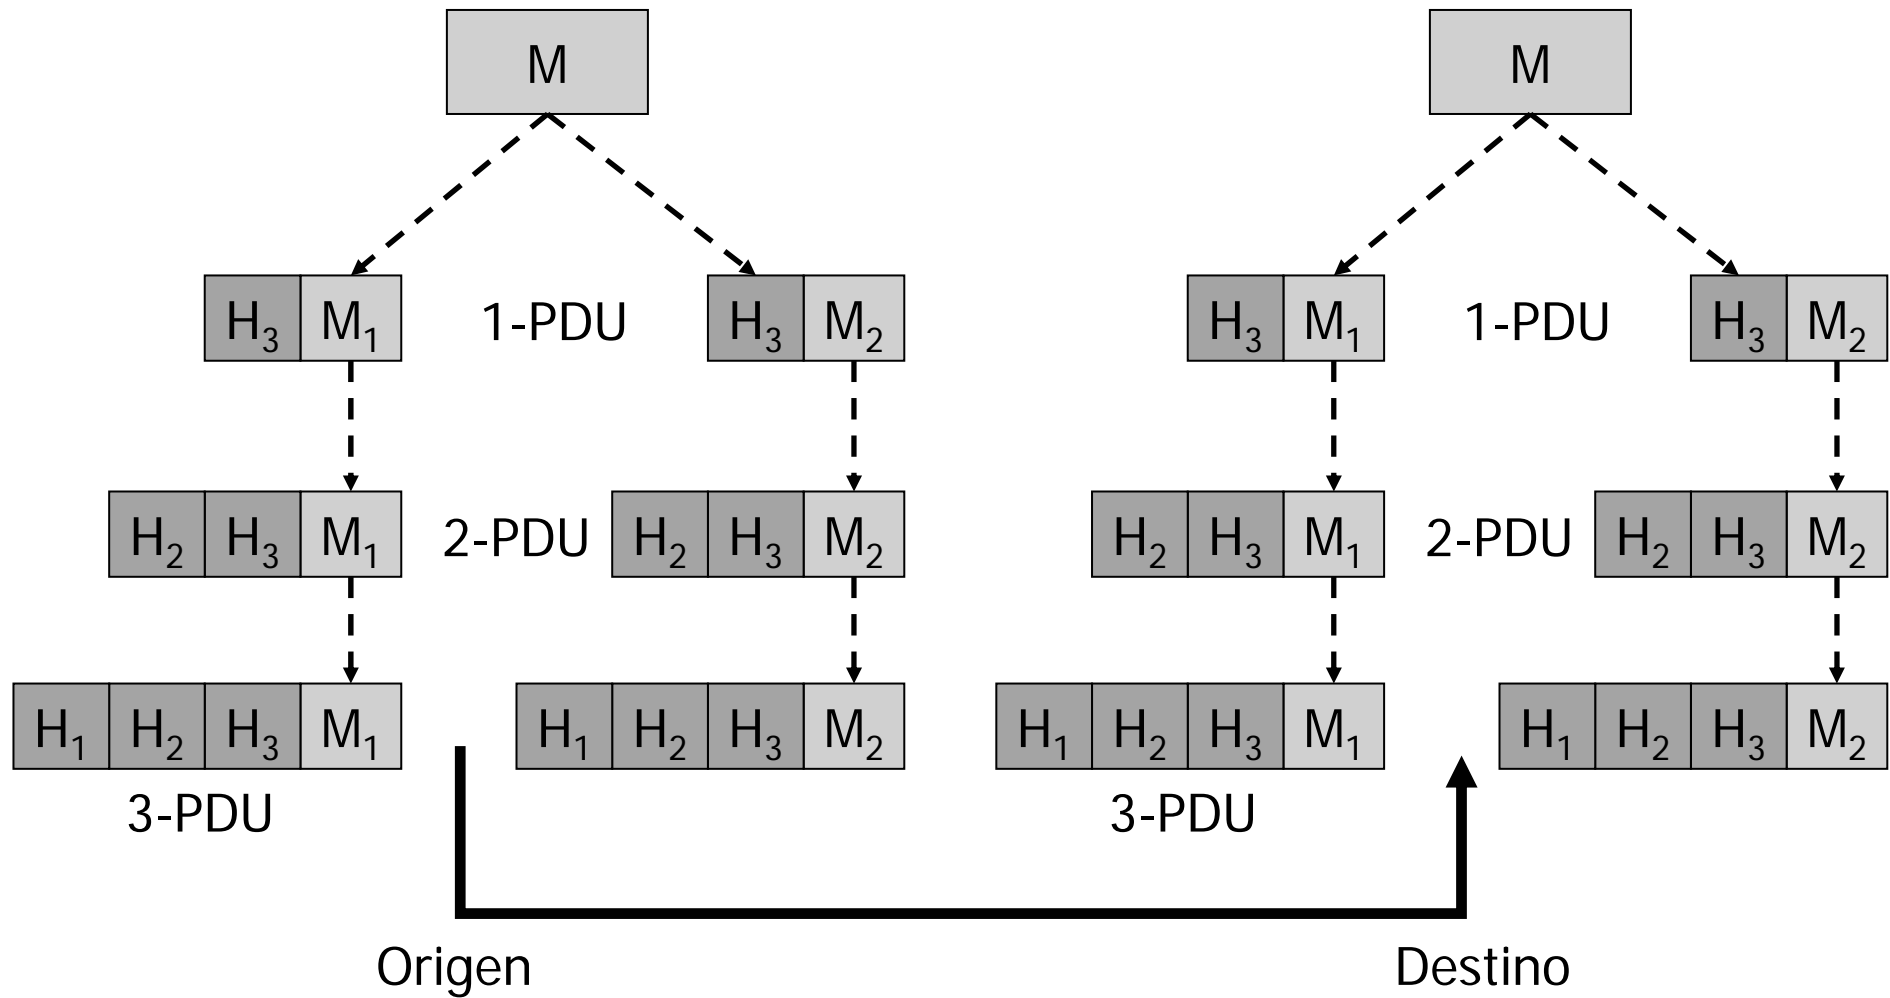 M M
H₃ M₁ 1-PDU H₃ M₂ H₃ M₁ 1-PDU H₃ M₂
H₂ H₃ M₁ 2-PDU H₂ H₃ M₂ H₂ H₃ M₁ 2-PDU H₂ H₃ M₂
H₁ H₂ H₃ M₁ H₁ H₂ H₃ M₂ H₁ H₂ H₃ M₁ H₁ H₂ H₃ M₂
3-PDU 3-PDU
Origen Destino